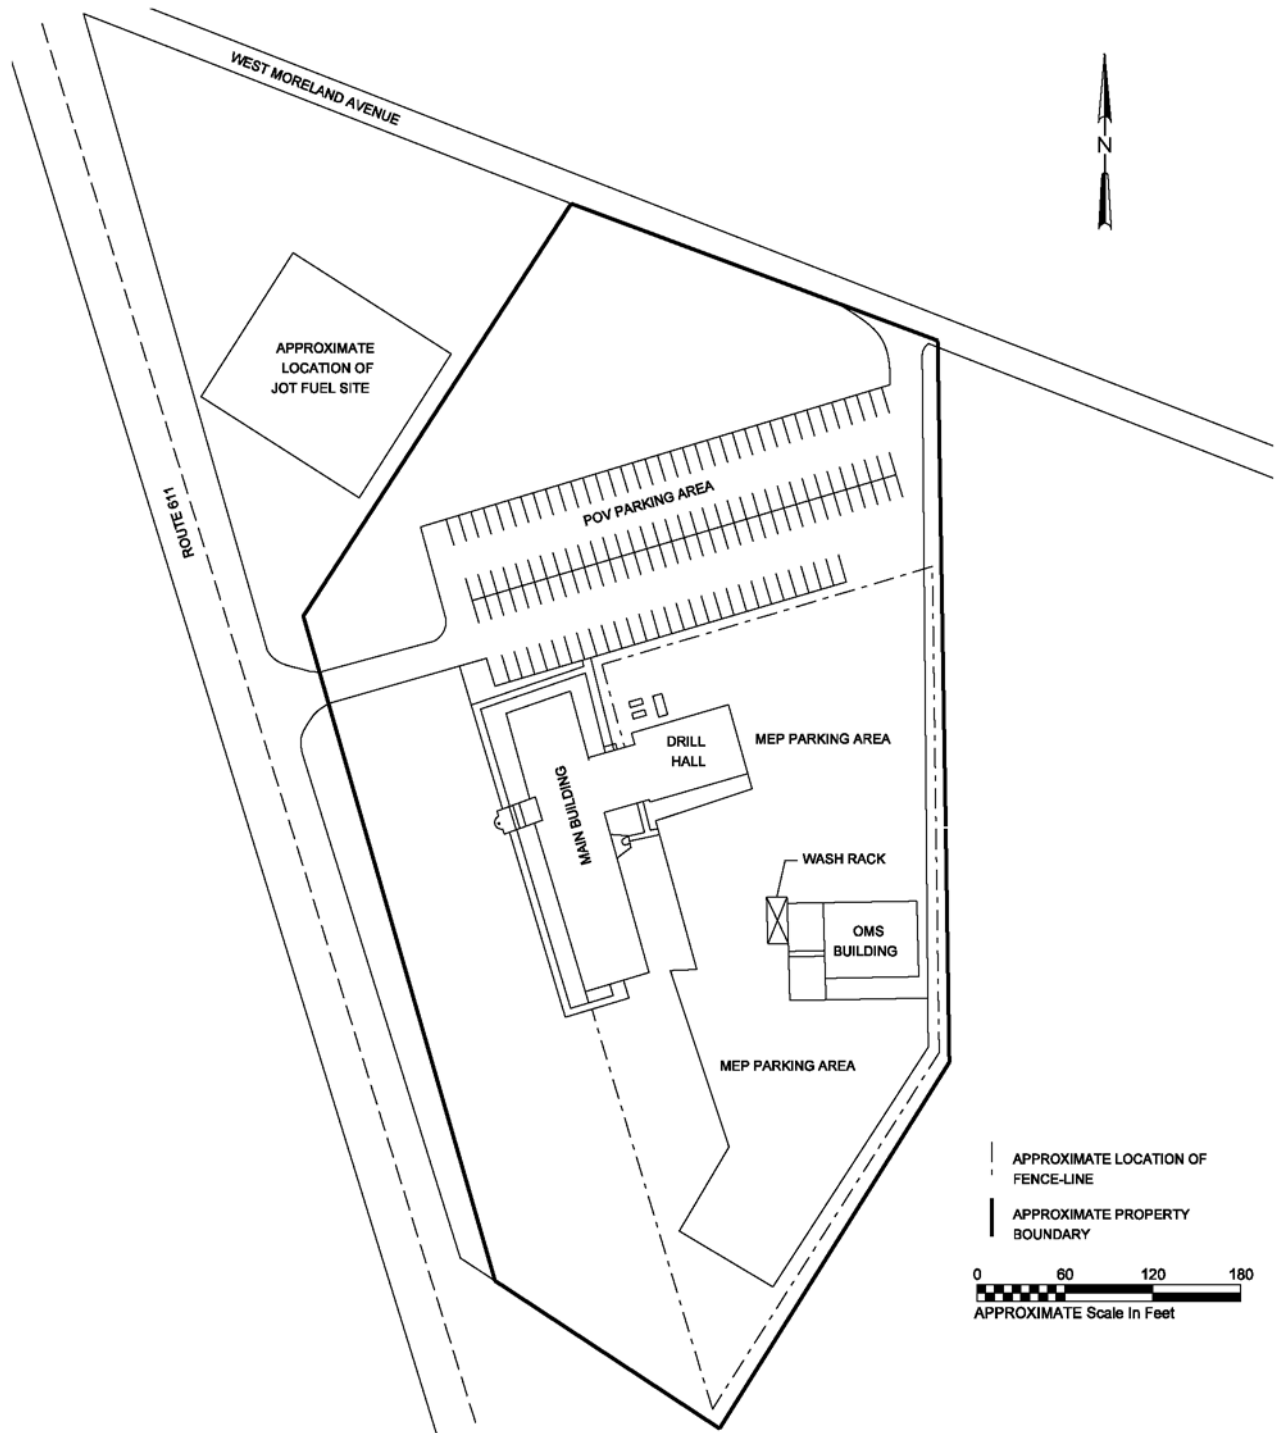 WEST MORELAND AVENUE
N
APPROXIMATE
LOCATION OF
JOT FUEL SITE
ROUTE 611
POV PARKING AREA
DRILL
HALL
MEP PARKING AREA
MAIN BUILDING
WASH RACK
OMS
BUILDING
MEP PARKING AREA
APPROXIMATE LOCATION OF
FENCE-LINE
APPROXIMATE PROPERTY
BOUNDARY
0 60 120 180
APPROXIMATE Scale In Feet